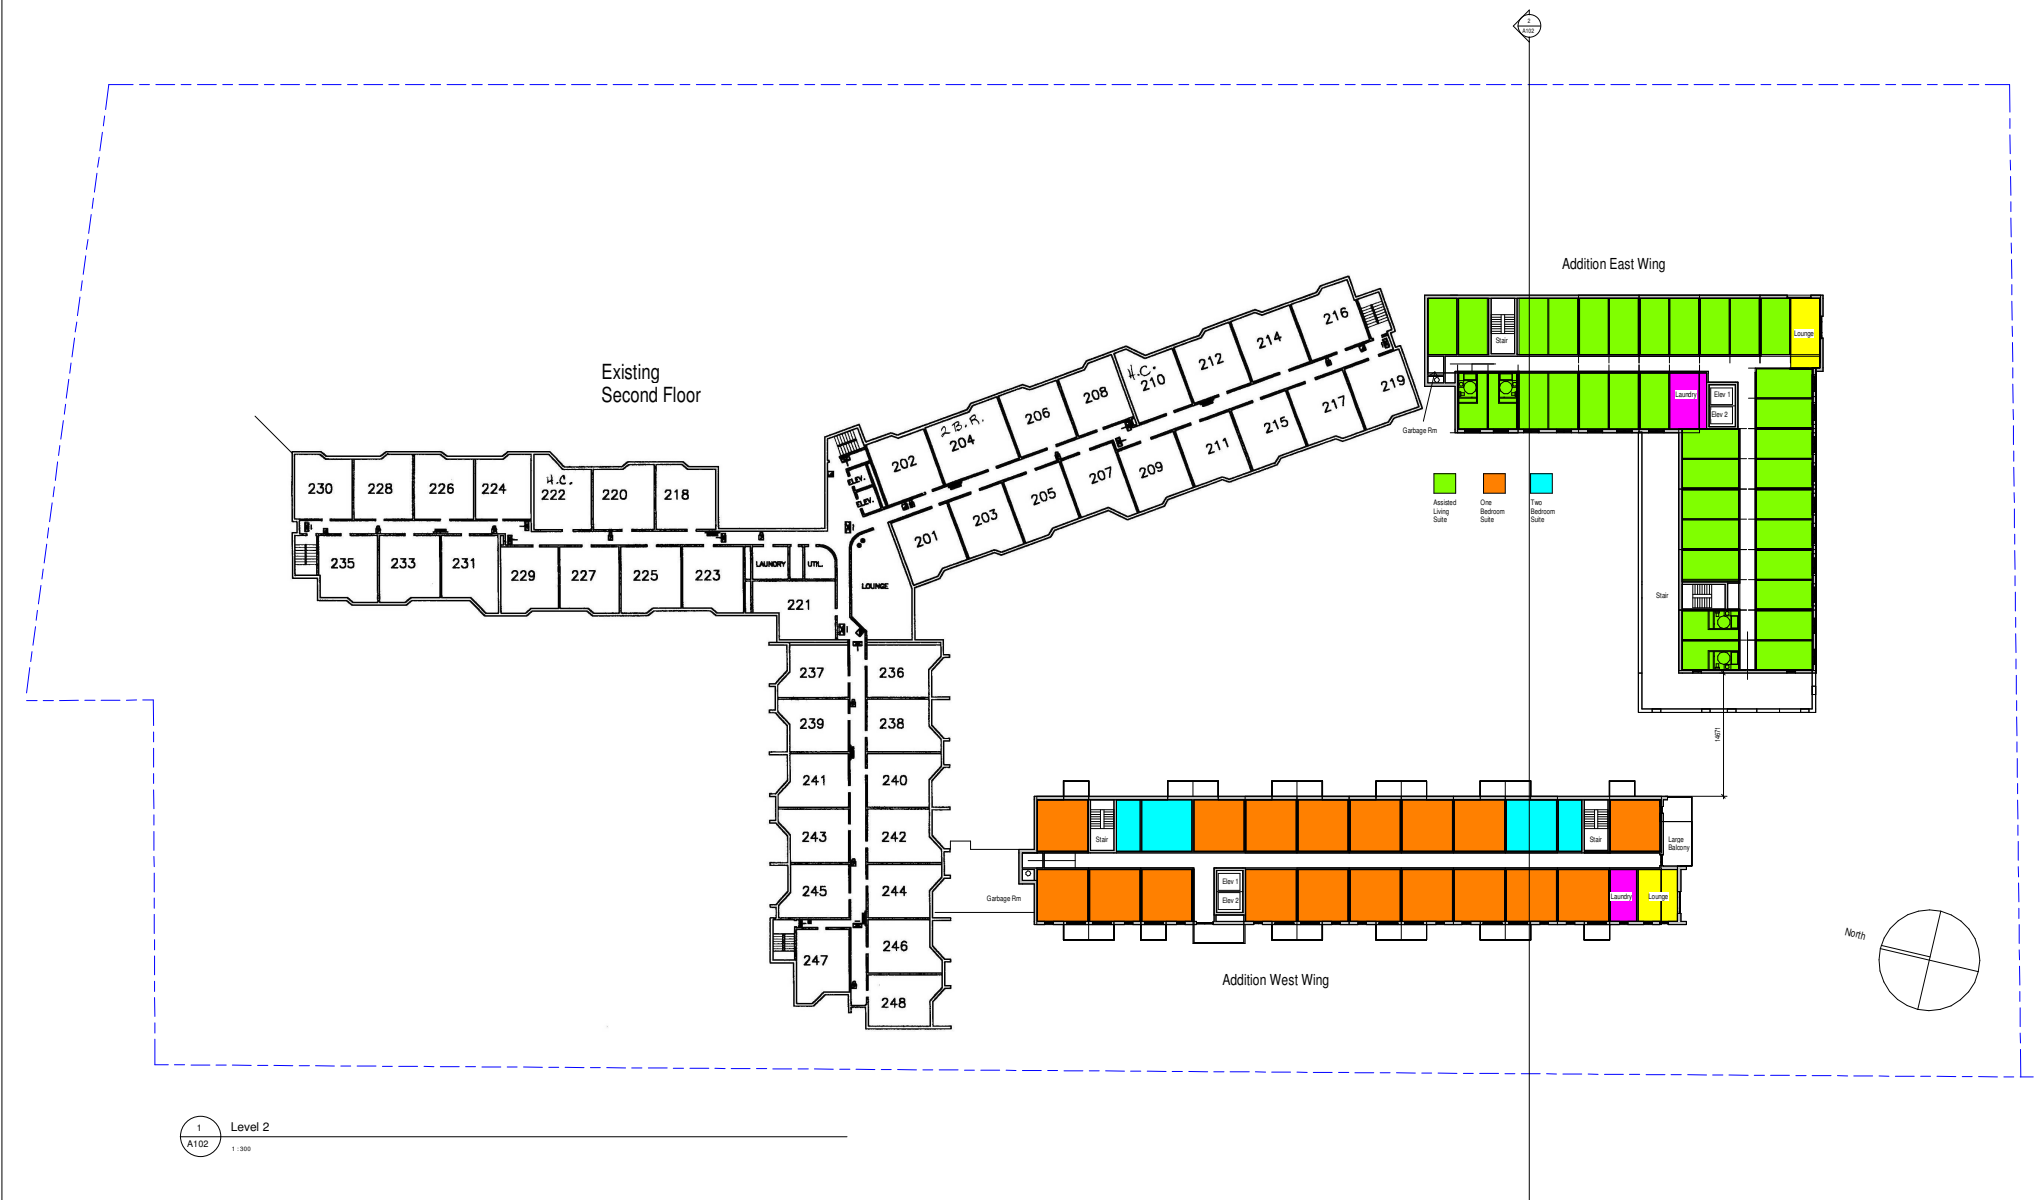 2
A102
Addition East Wing
Existing
Second Floor
Stair
Lounge
Garbage Rm
Laundry
Elev 1
Elev 2
Assisted
Living
Suite
One
Bedroom
Suite
Two
Bedroom
Suite
Stair
14671
216
214
212
H.C.
210
208
206
2 B.R.
204
202
219
217
215
211
209
207
205
203
201
ELEV.
ELEV.
230
228
226
224
H.C.
222
220
218
235
233
231
229
227
225
223
LAUNDRY
UTIL.
LOUNGE
221
237
236
239
238
241
240
243
242
245
244
247
246
248
Stair
Stair
Large
Balcony
Garbage Rm
Elev 1
Elev 2
Laundry
Lounge
Addition West Wing
North
1
A102
Level 2
1 : 300